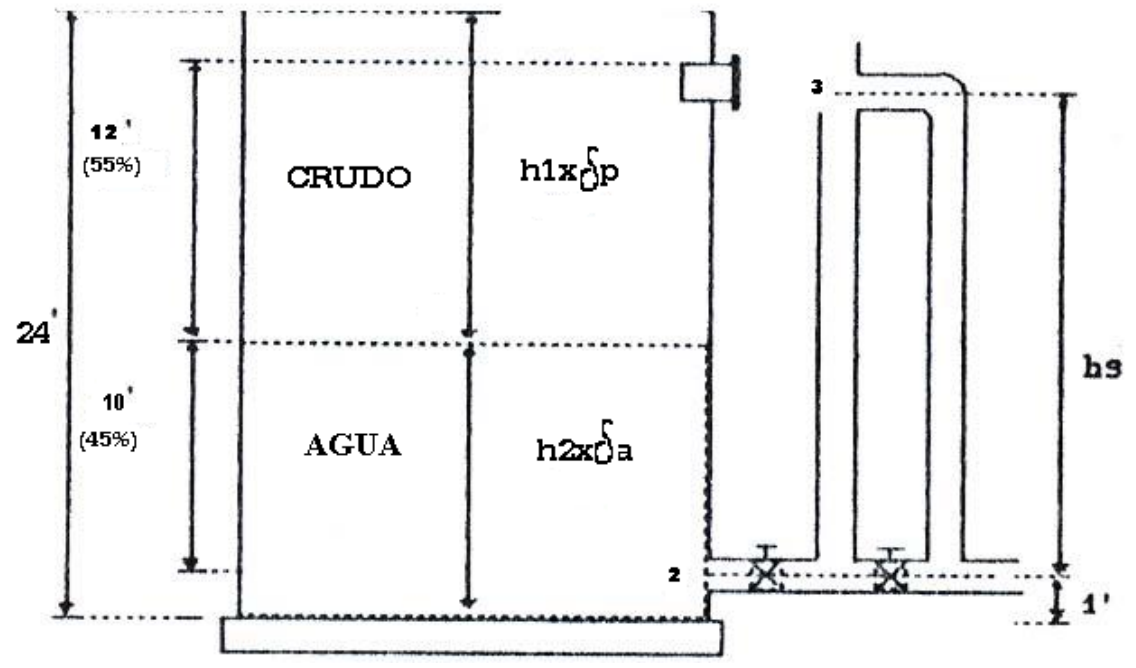 12'
(55%)
CRUDO
h1xδp
3
24'
hs
10'
(45%)
AGUA
h2xδa
2
1'